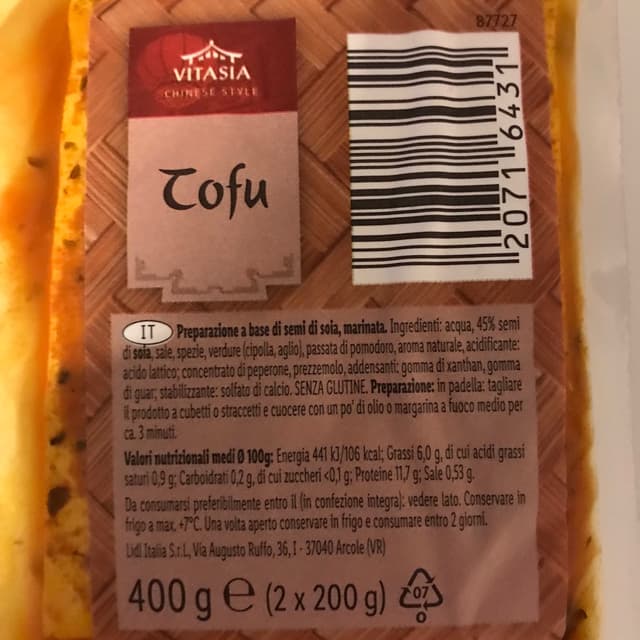 87727
VITASIA
CHINESE STYLE
Tofu
20716431
IT Preparazione a base di semi di soia, marinata. Ingredienti: acqua, 45% semi
di soia, sale, spezie, verdure (cipolla, aglio), passata di pomodoro, aroma naturale, acidificante:
acido lattico; concentrato di peperone, prezzemolo, addensanti: gomma di xanthan, gomma
di guar; stabilizzante: solfato di calcio. SENZA GLUTINE. Preparazione: in padella: tagliare
il prodotto a cubetti o straccetti e cuocere con un po' di olio o margarina a fuoco medio per
ca. 3 minuti.
Valori nutrizionali medi Ø 100g: Energia 441 kJ/106 kcal; Grassi 6,0 g, di cui acidi grassi
saturi 0,9 g; Carboidrati 0,2 g, di cui zuccheri <0,1 g; Proteine 11,7 g; Sale 0,53 g.
Da consumarsi preferibilmente entro il (in confezione integra): vedere lato. Conservare in
frigo a max. +7°C. Una volta aperto conservare in frigo e consumare entro 2 giorni.
Lidl Italia S.r.l., Via Augusto Ruffo, 36, I - 37040 Arcole (VR)
400 g e (2 x 200 g) 07
O